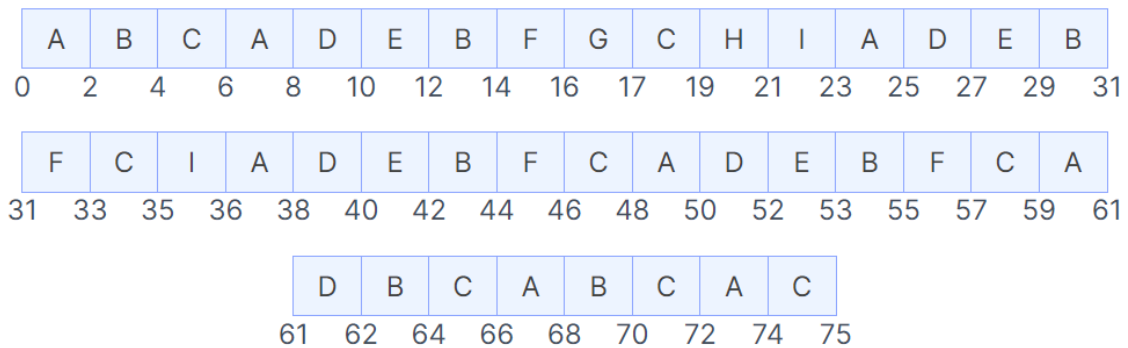 A B C A D E B F G C H I A D E B
0 2 4 6 8 10 12 14 16 17 19 21 23 25 27 29 31
F C I A D E B F C A D E B F C A
31 33 35 36 38 40 42 44 46 48 50 52 53 55 57 59 61
D B C A B C A C
61 62 64 66 68 70 72 74 75